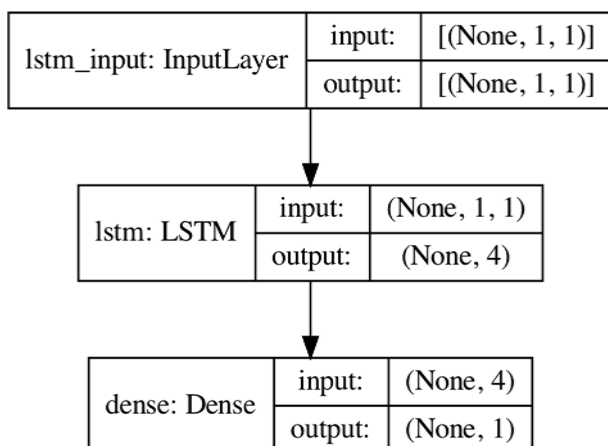 lstm_input: InputLayer
input: [(None, 1, 1)]
output: [(None, 1, 1)]
lstm: LSTM
input: (None, 1, 1)
output: (None, 4)
dense: Dense
input: (None, 4)
output: (None, 1)